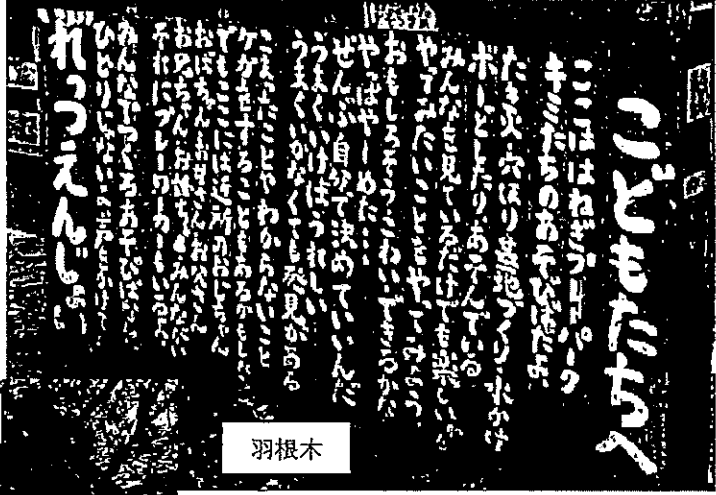 こどもたちへ
ここははねぎプレーパーク
キミたちのあそびばだよ
たき火・穴ほり・基地づくり・水かけ
ボーとしたりあそんでいる
みんなを見ているだけでも楽しい
やってみたいことをやってみよう
おもしろそうこわいできるかな
やっぱやーめた
ぜんぶ自分で決めていいんだ
うまくいけばうれしい
うまくいかなくても発見がある
こまったことやわからないこと
ケガをすることもあるかもしれない
でもここには近所のおじちゃん
おばちゃんお母さんお父さん
お兄ちゃんお姉ちゃんみんないる
それにプレーワーカーもいるよ
みんなでつくるあそびば
ひとりじゃない 声をかけて
れっつえんじょい
羽根木